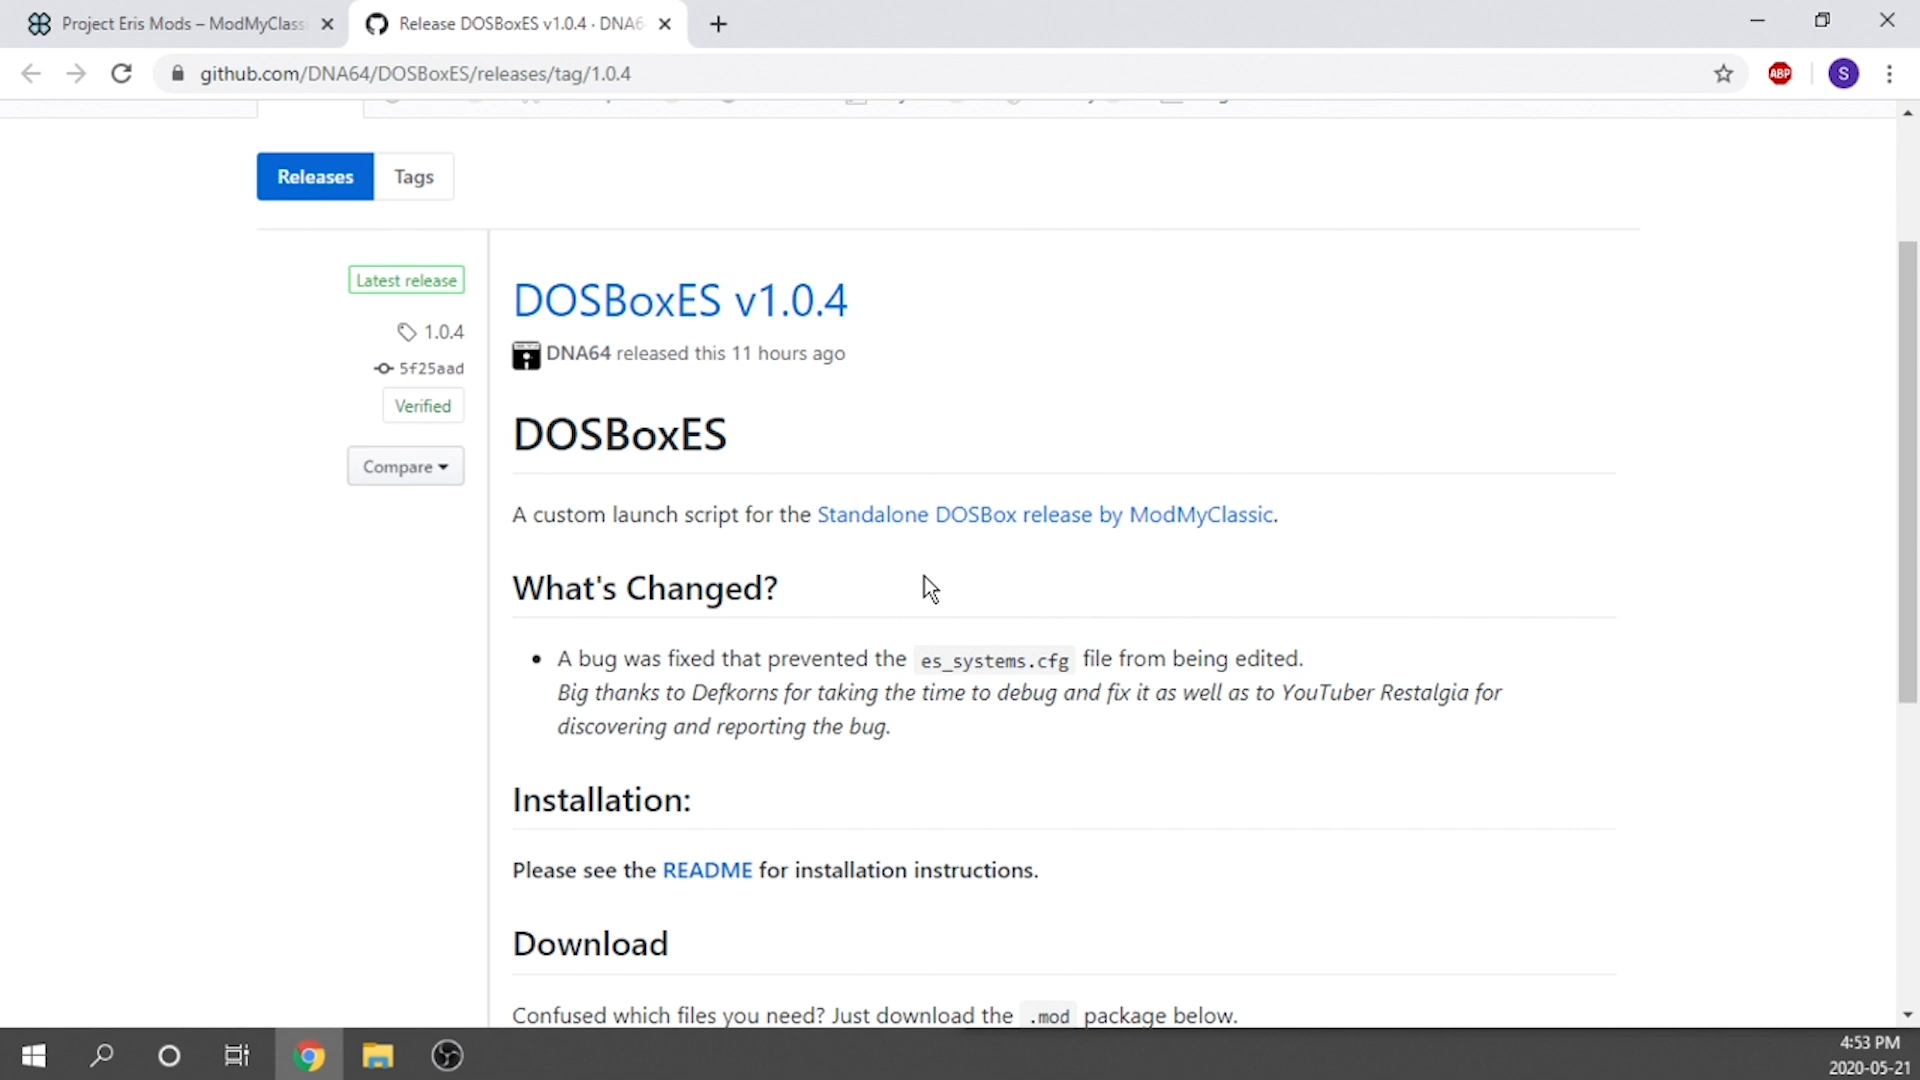 Project Eris Mods – ModMyClassi
Release DOSBoxES v1.0.4 · DNA6
github.com/DNA64/DOSBoxES/releases/tag/1.0.4
ABP
S
Releases
Tags
Latest release
1.0.4
5f25aad
Verified
Compare
DOSBoxES v1.0.4
DNA64 released this 11 hours ago
DOSBoxES
A custom launch script for the Standalone DOSBox release by ModMyClassic.
What's Changed?
A bug was fixed that prevented the es_systems.cfg file from being edited.
Big thanks to Defkorns for taking the time to debug and fix it as well as to YouTuber Restalgia for
discovering and reporting the bug.
Installation:
Please see the README for installation instructions.
Download
Confused which files you need? Just download the .mod package below.
4:53 PM
2020-05-21